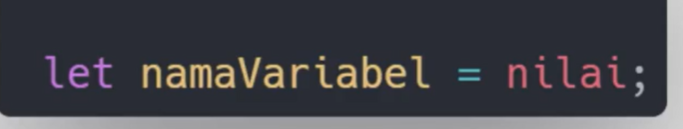 let namaVariabel = nilai;